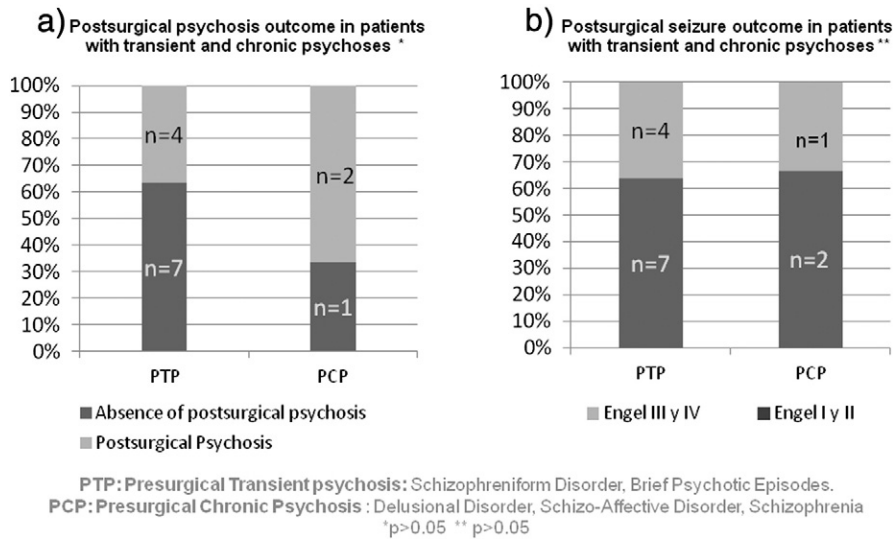 a) Postsurgical psychosis outcome in patients
with transient and chronic psychoses *
100%
90%
80%
70%
60%
50%
40%
30%
20%
10%
0%
n=4
n=7
n=2
n=1
PTP
PCP
Absence of postsurgical psychosis
Postsurgical Psychosis
b) Postsurgical seizure outcome in patients
with transient and chronic psychoses **
100%
90%
80%
70%
60%
50%
40%
30%
20%
10%
0%
n=4
n=7
n=1
n=2
PTP
PCP
Engel III y IV
Engel I y II
PTP: Presurgical Transient psychosis: Schizophreniform Disorder, Brief Psychotic Episodes.
PCP: Presurgical Chronic Psychosis : Delusional Disorder, Schizo-Affective Disorder, Schizophrenia
*p>0.05 ** p>0.05